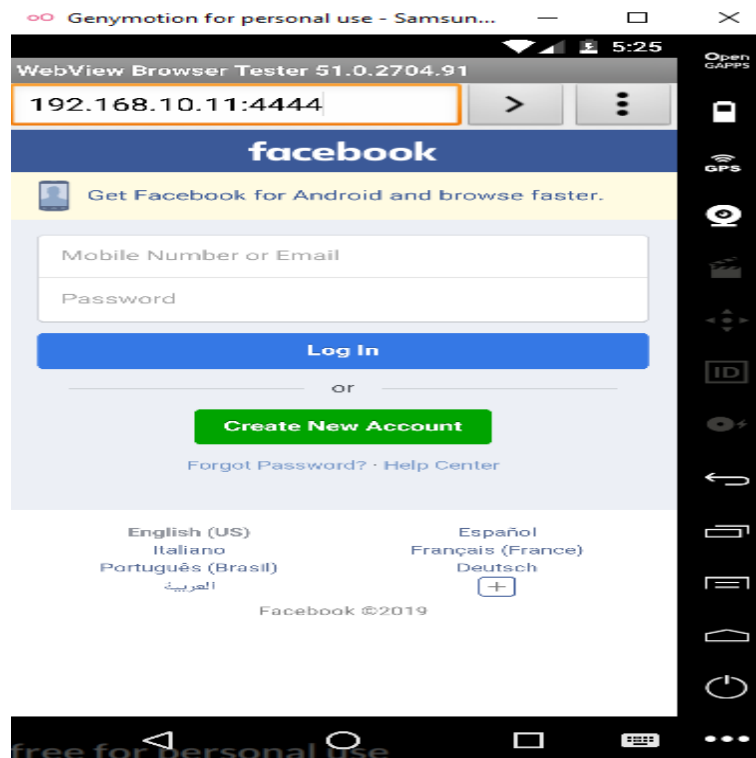 Genymotion for personal use - Samsun...
5:25
Open
GAPPS
WebView Browser Tester 51.0.2704.91
192.168.10.11:4444
>
GPS
facebook
Get Facebook for Android and browse faster.
Mobile Number or Email
Password
Log In
or
Create New Account
Forgot Password? · Help Center
English (US) Español
Italiano Français (France)
Português (Brasil) Deutsch
العربية +
Facebook ©2019
ID
free for personal use